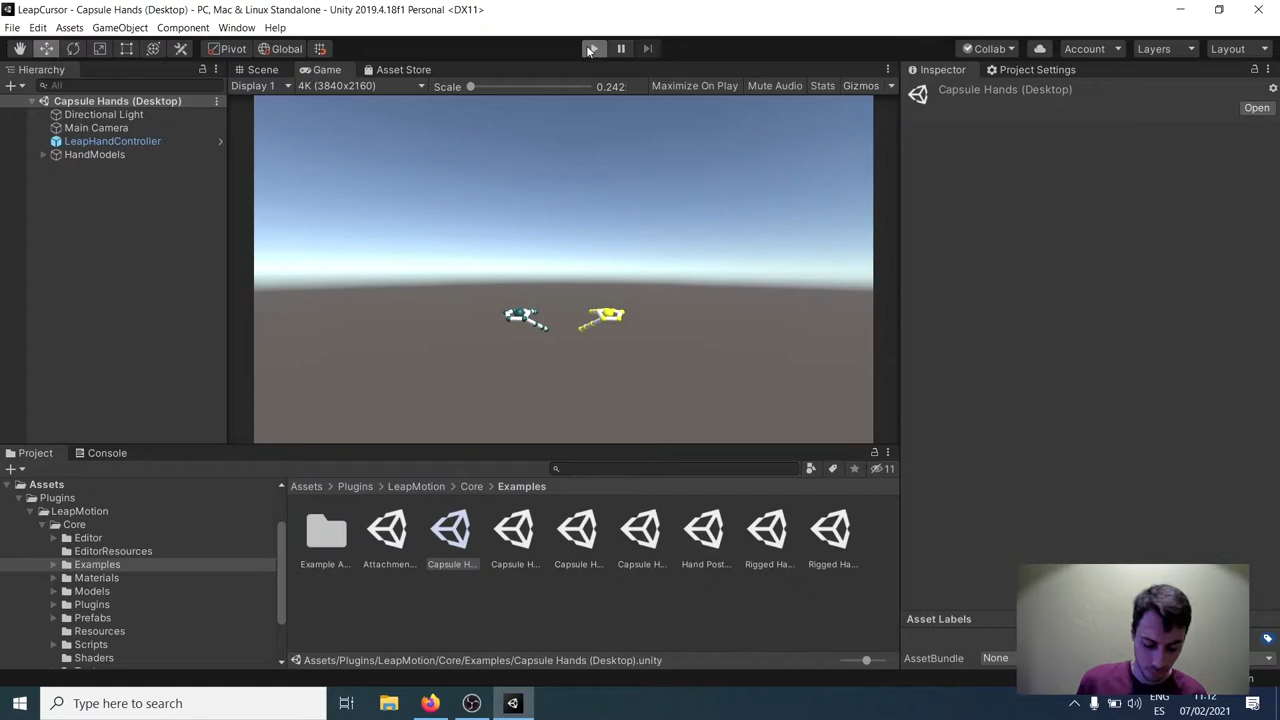 LeapCursor - Capsule Hands (Desktop) - PC, Mac & Linux Standalone - Unity 2019.4.18f1 Personal <DX11>
File Edit Assets GameObject Component Window Help
Pivot Global Collab Account Layers Layout
Hierarchy
All
Capsule Hands (Desktop)
Directional Light
Main Camera
LeapHandController
HandModels
Scene Game Asset Store
Display 1 4K (3840x2160) Scale 0.242 Maximize On Play Mute Audio Stats Gizmos
Inspector Project Settings
Capsule Hands (Desktop)
Open
Project Console
11
Assets
Plugins
LeapMotion
Core
Editor
EditorResources
Examples
Materials
Models
Plugins
Prefabs
Resources
Scripts
Shaders
Assets > Plugins > LeapMotion > Core > Examples
Example A... Attachmen... Capsule H... Capsule H... Capsule H... Capsule H... Hand Post... Rigged Ha... Rigged Ha...
Assets/Plugins/LeapMotion/Core/Examples/Capsule Hands (Desktop).unity
Asset Labels
AssetBundle None
Type here to search
ENG
ES
11:12
07/02/2021